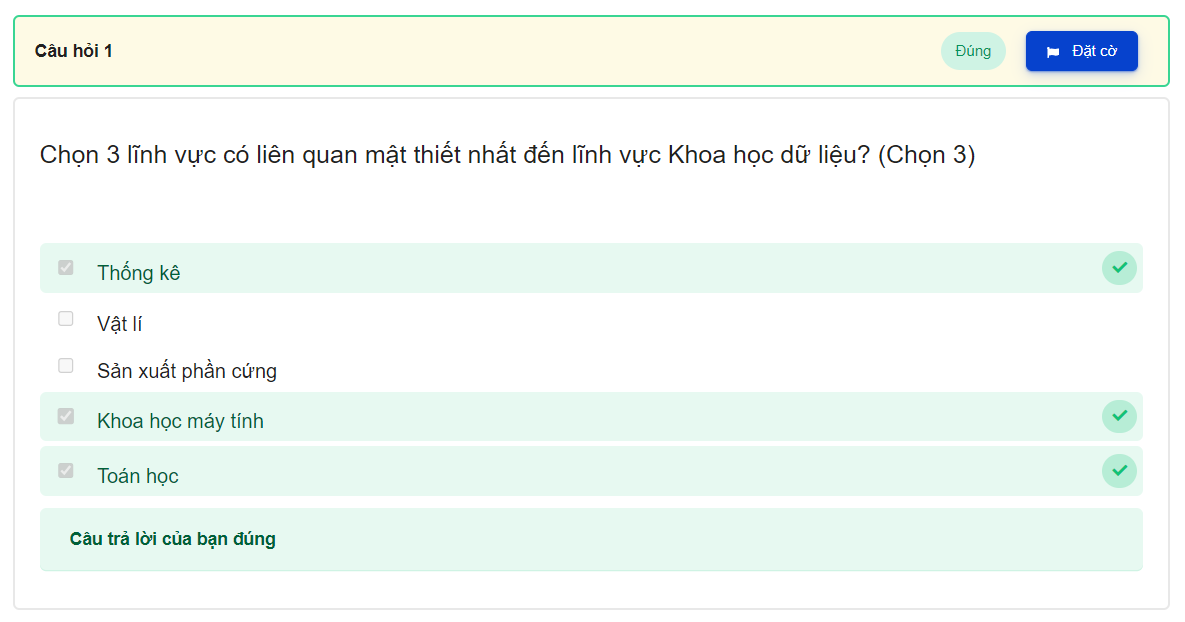 Câu hỏi 1
Đúng
Đặt cờ
Chọn 3 lĩnh vực có liên quan mật thiết nhất đến lĩnh vực Khoa học dữ liệu? (Chọn 3)
Thống kê
Vật lí
Sản xuất phần cứng
Khoa học máy tính
Toán học
Câu trả lời của bạn đúng